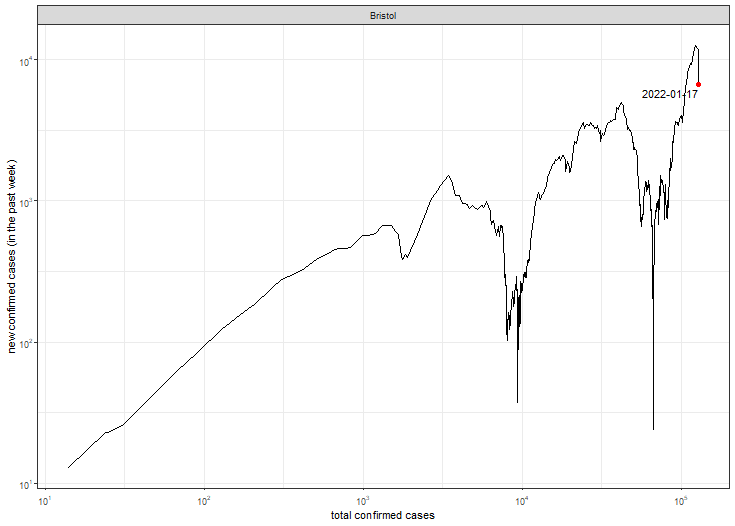 Bristol
new confirmed cases (in the past week)
10⁴
10³
10²
10¹
2022-01-17
10¹ 10² 10³ 10⁴ 10⁵
total confirmed cases